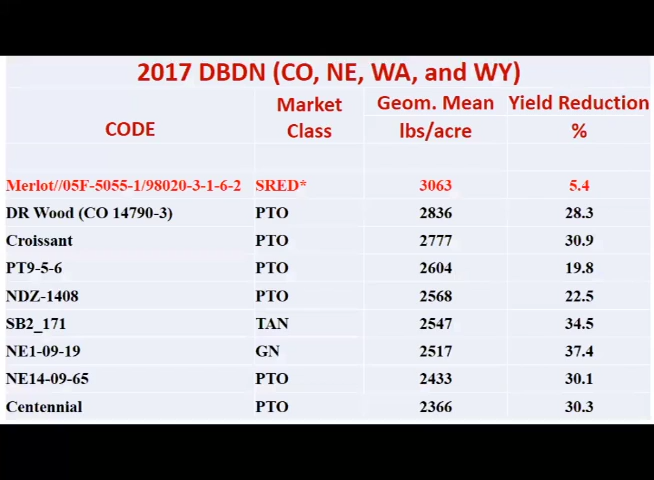 2017 DBDN (CO, NE, WA, and WY)
CODE Market Class Geom. Mean lbs/acre Yield Reduction %
Merlot//05F-5055-1/98020-3-1-6-2 SRED* 3063 5.4
DR Wood (CO 14790-3) PTO 2836 28.3
Croissant PTO 2777 30.9
PT9-5-6 PTO 2604 19.8
NDZ-1408 PTO 2568 22.5
SB2_171 TAN 2547 34.5
NE1-09-19 GN 2517 37.4
NE14-09-65 PTO 2433 30.1
Centennial PTO 2366 30.3